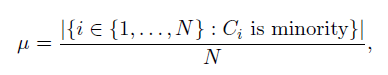 μ = |{i ∈ {1, . . . , N} : C_i is minority}| / N ,